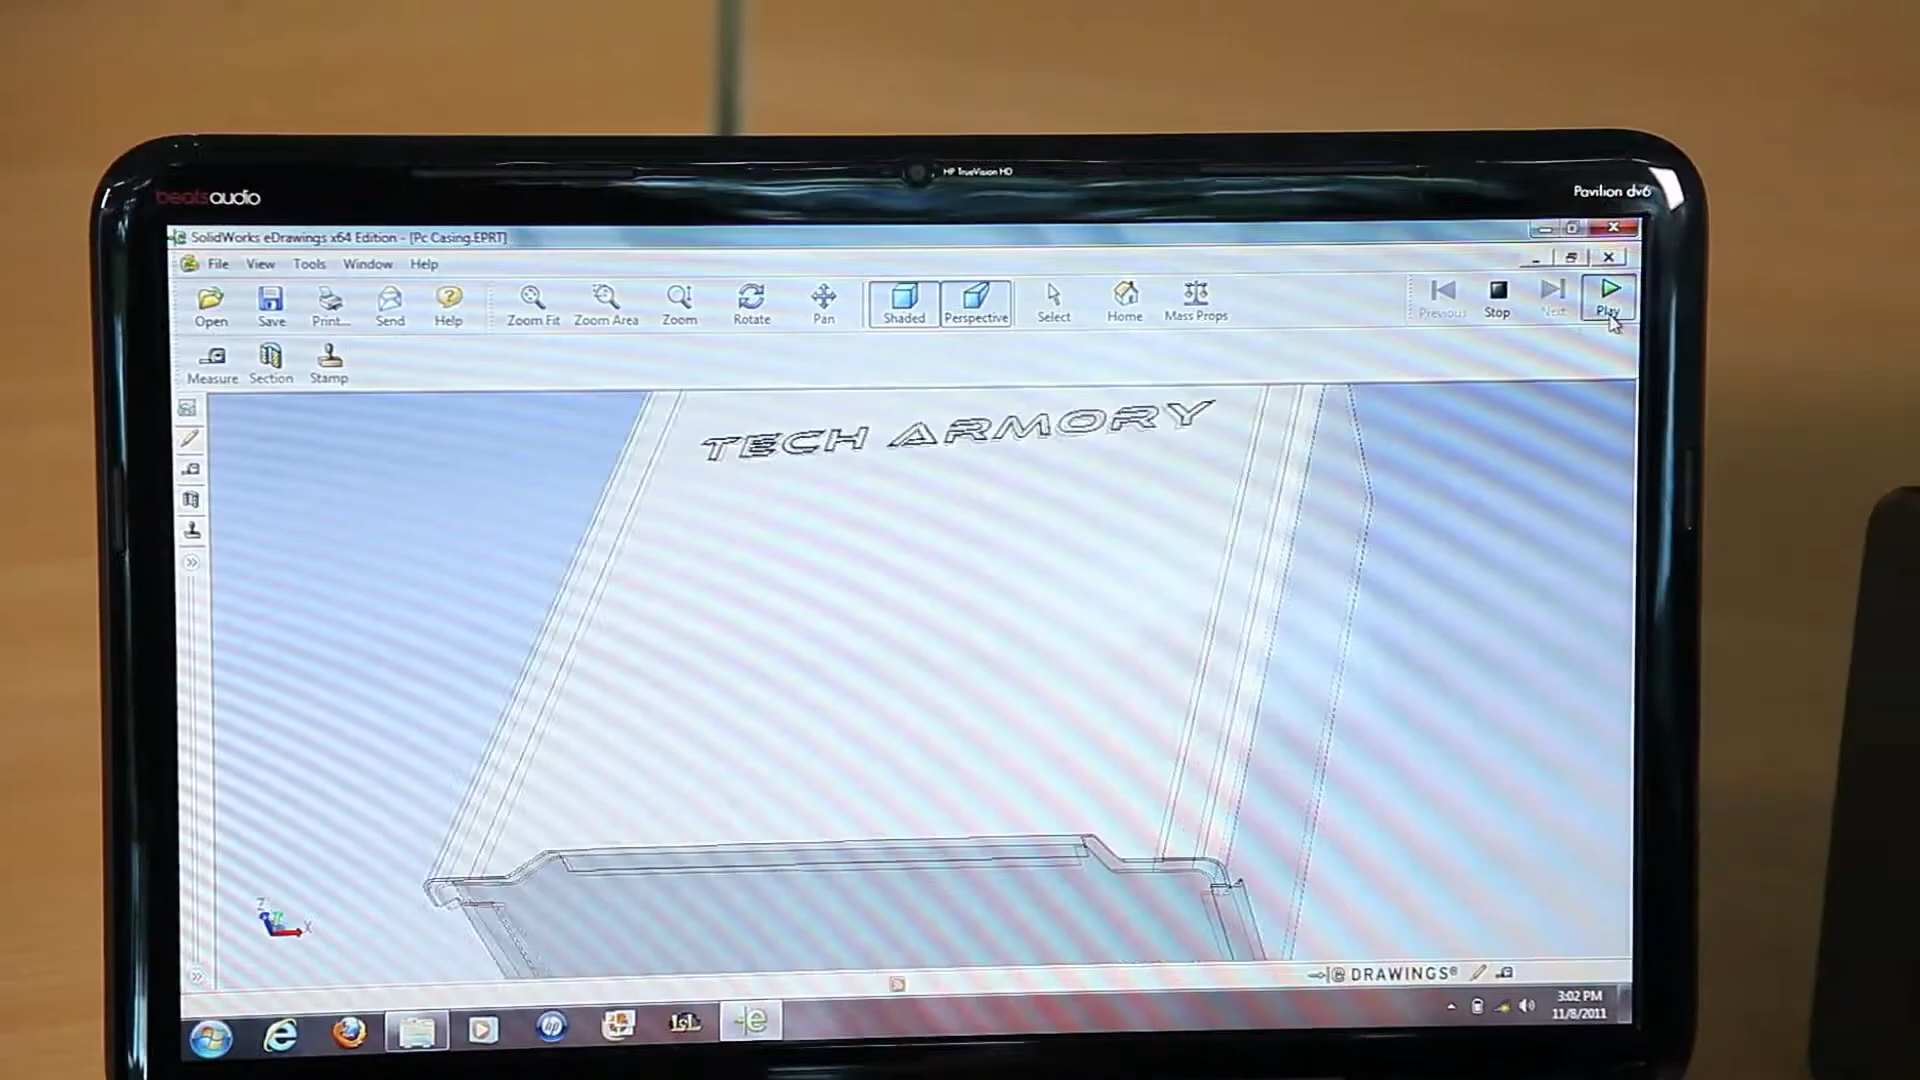 HP TrueVision HD
beatsaudio
Pavilion dv6
SolidWorks eDrawings x64 Edition - [Pc Casing.EPRT]
File View Tools Window Help
Open Save Print... Send Help Zoom Fit Zoom Area Zoom Rotate Pan Shaded Perspective Select Home Mass Props Previous Stop Next Play
Measure Section Stamp
TECH ARMORY
Z
X
e DRAWINGS®
3:02 PM
11/8/2011
hp
LoL
e